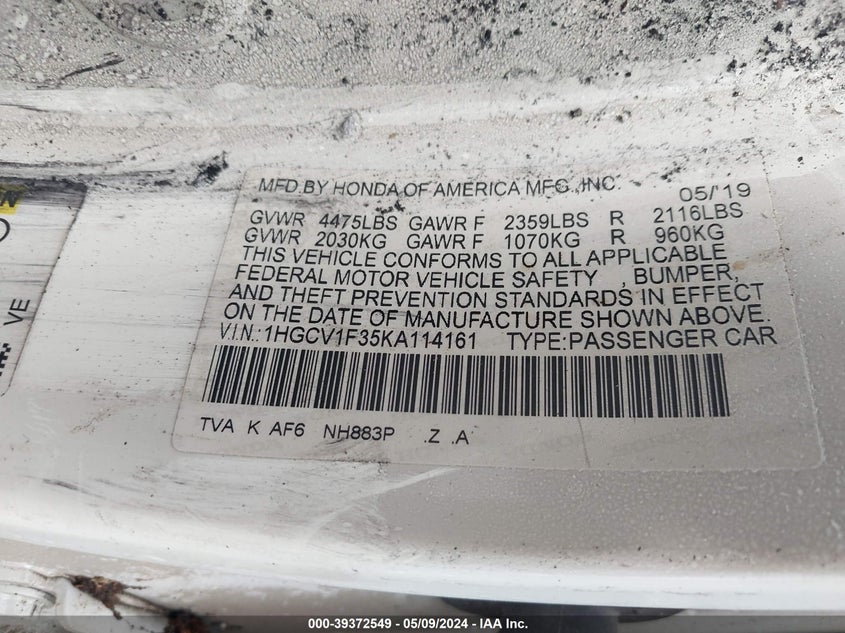 MFD.BY HONDA OF AMERICA MFG.,INC. 05/'19
GVWR 4475LBS GAWR F 2359LBS R 2116LBS
GVWR 2030KG GAWR F 1070KG R 960KG
THIS VEHICLE CONFORMS TO ALL APPLICABLE
FEDERAL MOTOR VEHICLE SAFETY , BUMPER,
AND THEFT PREVENTION STANDARDS IN EFFECT
ON THE DATE OF MANUFACTURE SHOWN ABOVE.
V.I.N.:1HGCV1F35KA114161 TYPE:PASSENGER CAR
TVA K AF6 NH883P .Z .A
VE
000-39372549 - 05/09/2024 - IAA Inc.